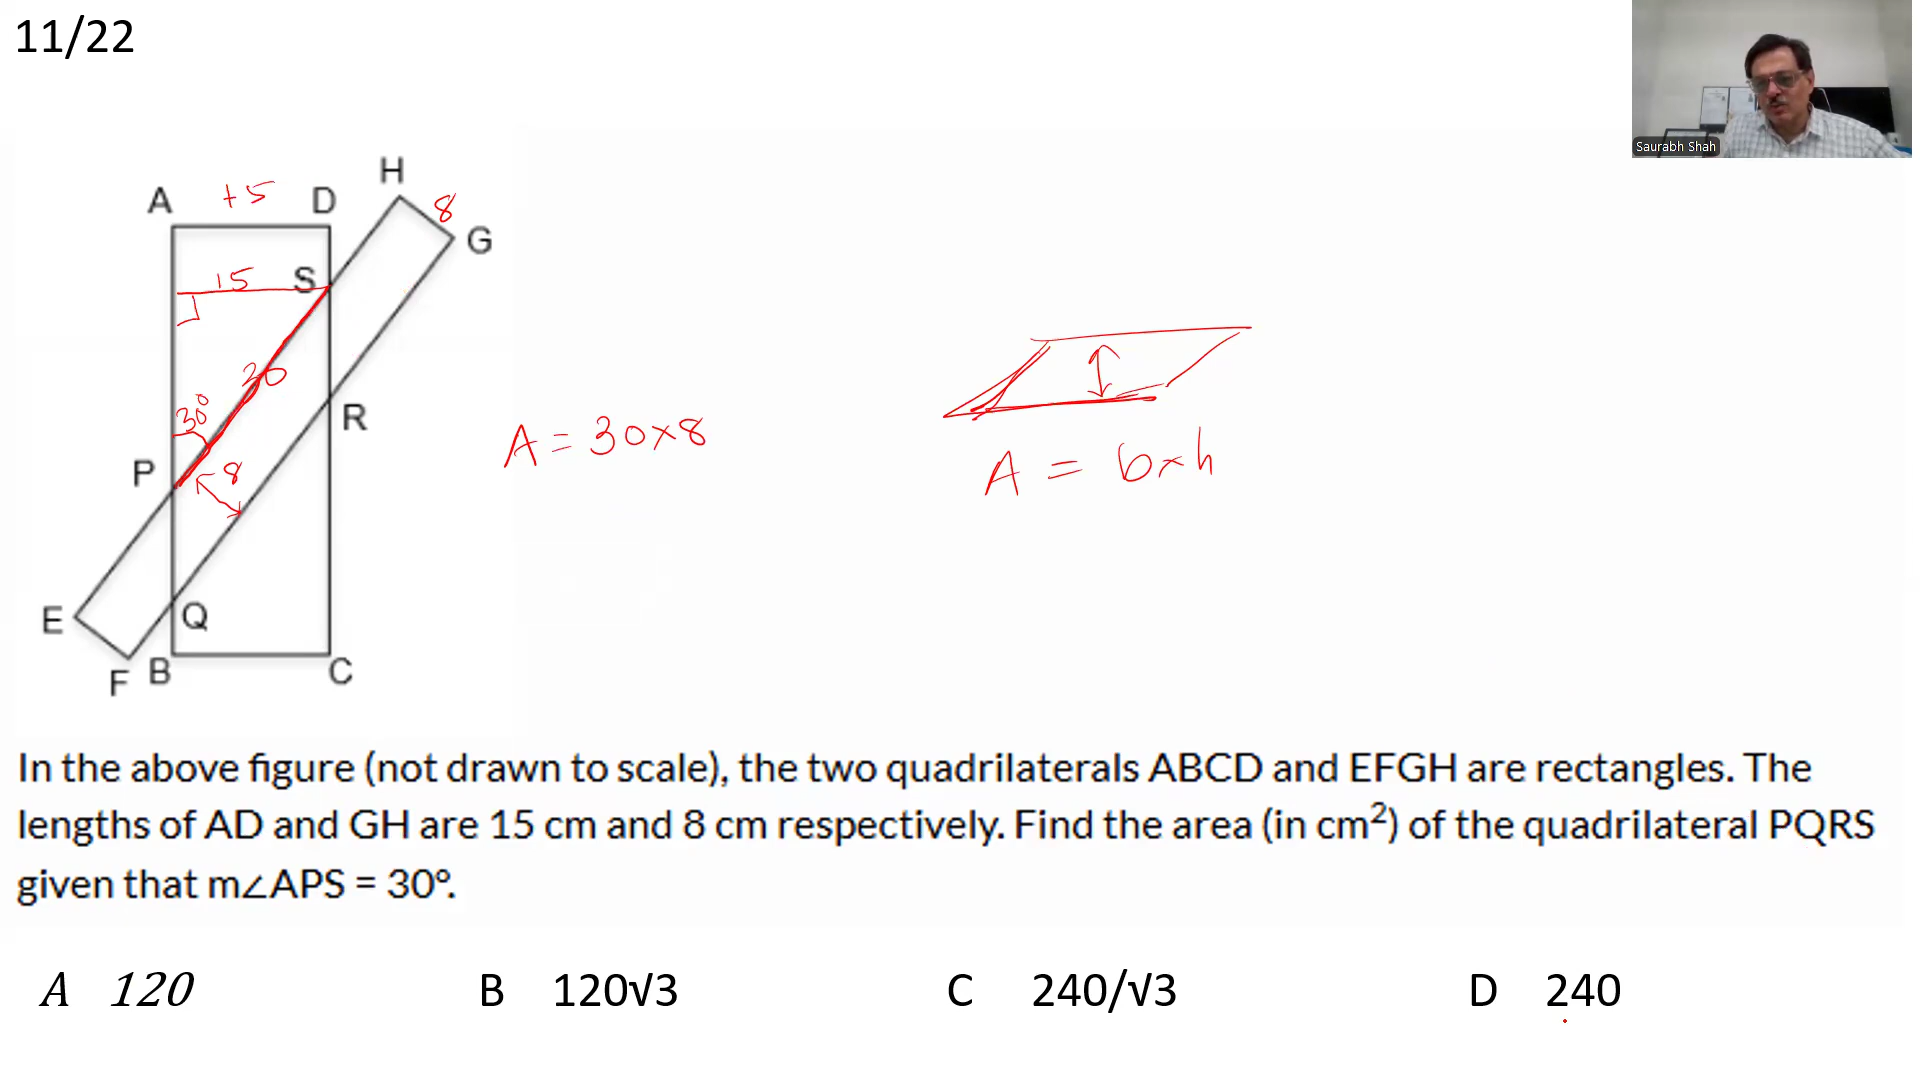 11/22
Saurabh Shah
H
A +5 D 8
G
15 S
30
30°
R
A = 30×8
P 8
A = b×h
E
Q
F B C
In the above figure (not drawn to scale), the two quadrilaterals ABCD and EFGH are rectangles. The
lengths of AD and GH are 15 cm and 8 cm respectively. Find the area (in cm²) of the quadrilateral PQRS
given that m∠APS = 30°.
A 120 B 120√3 C 240/√3 D 240